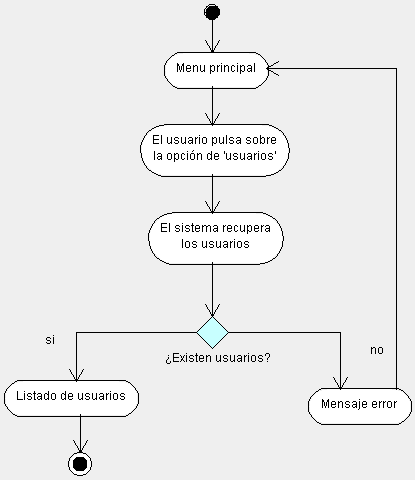 Menu principal
El usuario pulsa sobre
la opción de 'usuarios'
El sistema recupera
los usuarios
si
¿Existen usuarios?
no
Listado de usuarios
Mensaje error